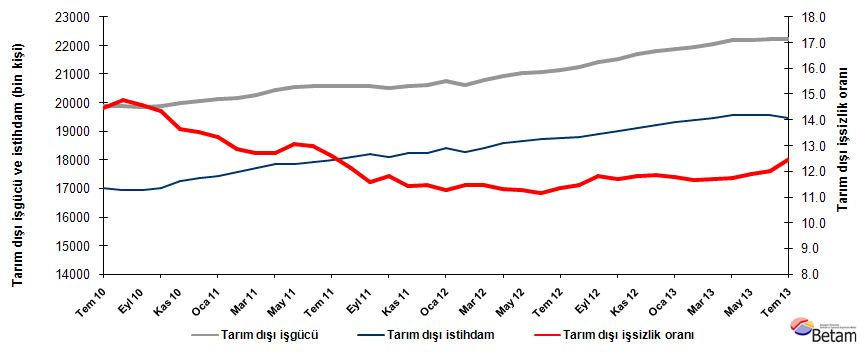 Tarım dışı işgücü ve istihdam (bin kişi)
23000
22000
21000
20000
19000
18000
17000
16000
15000
14000
18.0
17.0
16.0
15.0
14.0
13.0
12.0
11.0
10.0
9.0
8.0
Tarım dışı işsizlik oranı
Tem 10
Eyl 10
Kas 10
Oca 11
Mar 11
May 11
Tem 11
Eyl 11
Kas 11
Oca 12
Mar 12
May 12
Tem 12
Eyl 12
Kas 12
Oca 13
Mar 13
May 13
Tem 13
Tarım dışı işgücü
Tarım dışı istihdam
Tarım dışı işsizlik oranı
Betam